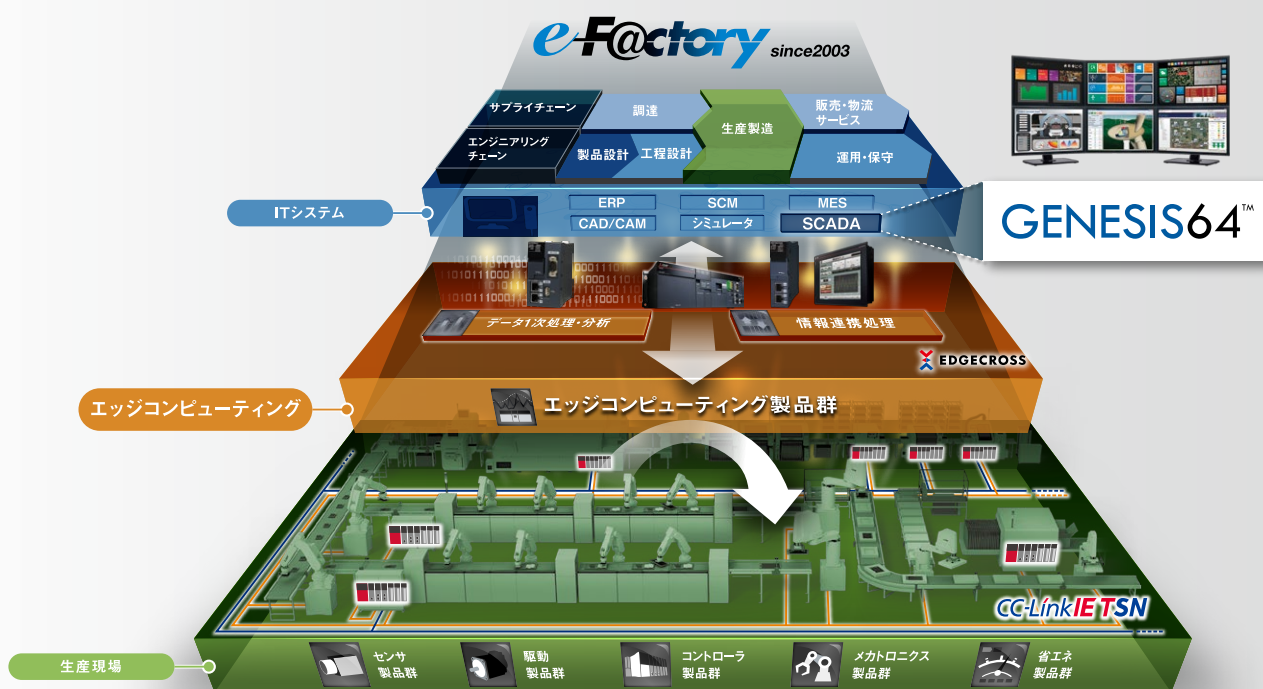 e-F@ctory since2003
サプライチェーン
調達
生産製造
販売・物流
サービス
エンジニアリング
チェーン
製品設計
工程設計
運用・保守
ITシステム
ERP
SCM
MES
CAD/CAM
シミュレータ
SCADA
GENESIS64™
データ1次処理・分析
情報連携処理
EDGECROSS
エッジコンピューティング
エッジコンピューティング製品群
CC-Link IE TSN
生産現場
センサ
製品群
駆動
製品群
コントローラ
製品群
メカトロニクス
製品群
省エネ
製品群